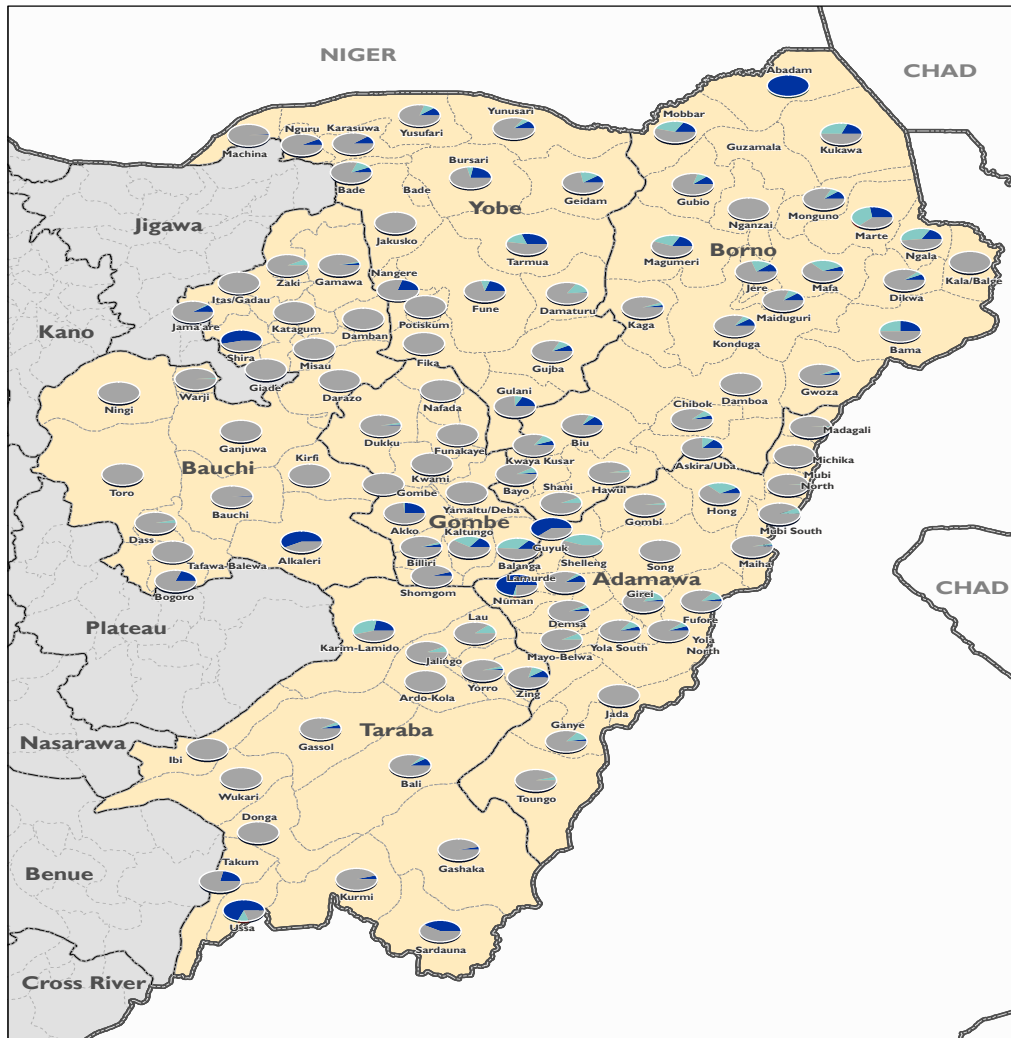 NIGER
CHAD
Abadam
Mobbar
Kukawa
Guzamala
Yunusari
Yusufari
Karasuwa
Nguru
Machina
Bade
Bade
Bursari
Geidam
Yobe
Gubio
Monguno
Nganzai
Marte
Jigawa
Jakusko
Tarmua
Magumeri
Borno
Ngala
Kala/Balge
Zaki
Gamawa
Nangere
Jere
Mafa
Dikwa
Itas/Gadau
Fune
Damaturu
Maiduguri
Kano
Jama'are
Katagum
Damban
Potiskum
Kaga
Konduga
Bama
Shira
Misau
Fika
Gujba
Giade
Warji
Darazo
Ningi
Nafada
Gulani
Damboa
Gwoza
Chibok
Madagali
Dukku
Funakaye
Biu
Ganjuwa
Kwaya Kusar
Askira/Uba
Michika
Bauchi
Kirfi
Kwami
Bayo
Hawul
Mubi
North
Toro
Gombe
Shani
Hong
Bauchi
Yamaltu/Deba
Gombi
Mubi South
Dass
Akko
Gombe
Kaltungo
Guyuk
Tafawa Balewa
Alkaleri
Billiri
Balanga
Shelleng
Song
Maiha
Bogoro
Shomgom
Lamurde
Adamawa
CHAD
Numan
Girei
Fufore
Plateau
Lau
Demsa
Karim-Lamido
Mayo-Belwa
Yola South
Yola
North
Jalingo
Yorro
Zing
Ardo-Kola
Jada
Taraba
Ganye
Nasarawa
Gassol
Ibi
Bali
Wukari
Toungo
Donga
Gashaka
Benue
Takum
Kurmi
Ussa
Sardauna
Cross River